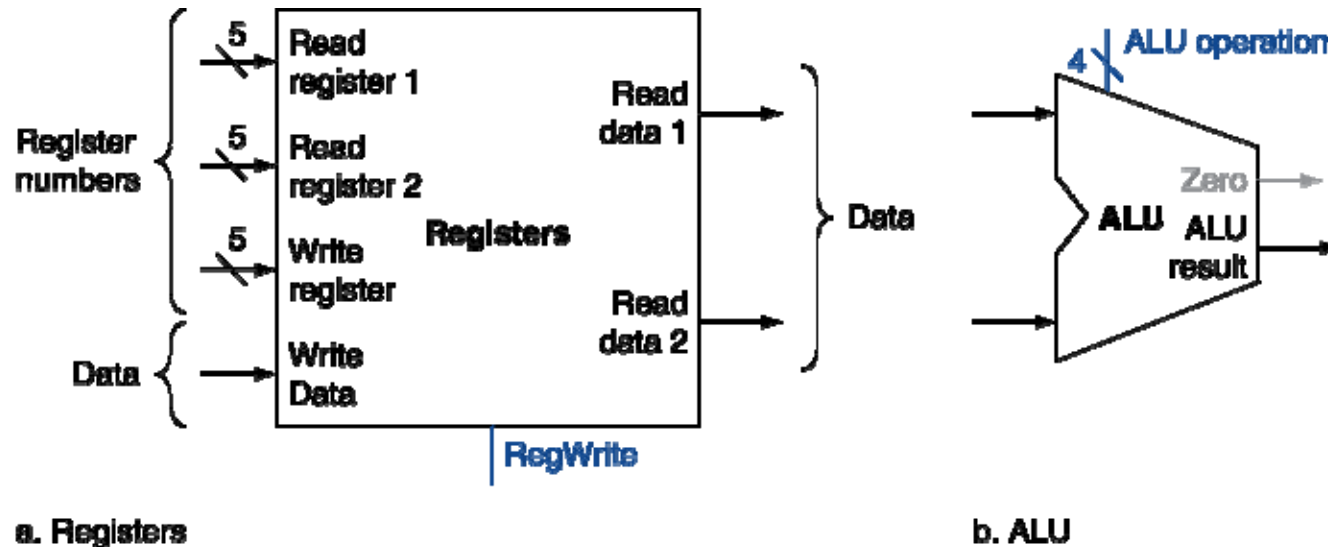 5
Read
register 1
5
Read
register 2
5
Write
register
Write
Data
Register
numbers
Data
Registers
Read
data 1
Read
data 2
Data
RegWrite
a. Registers
4
ALU operation
Zero
ALU
ALU
result
b. ALU